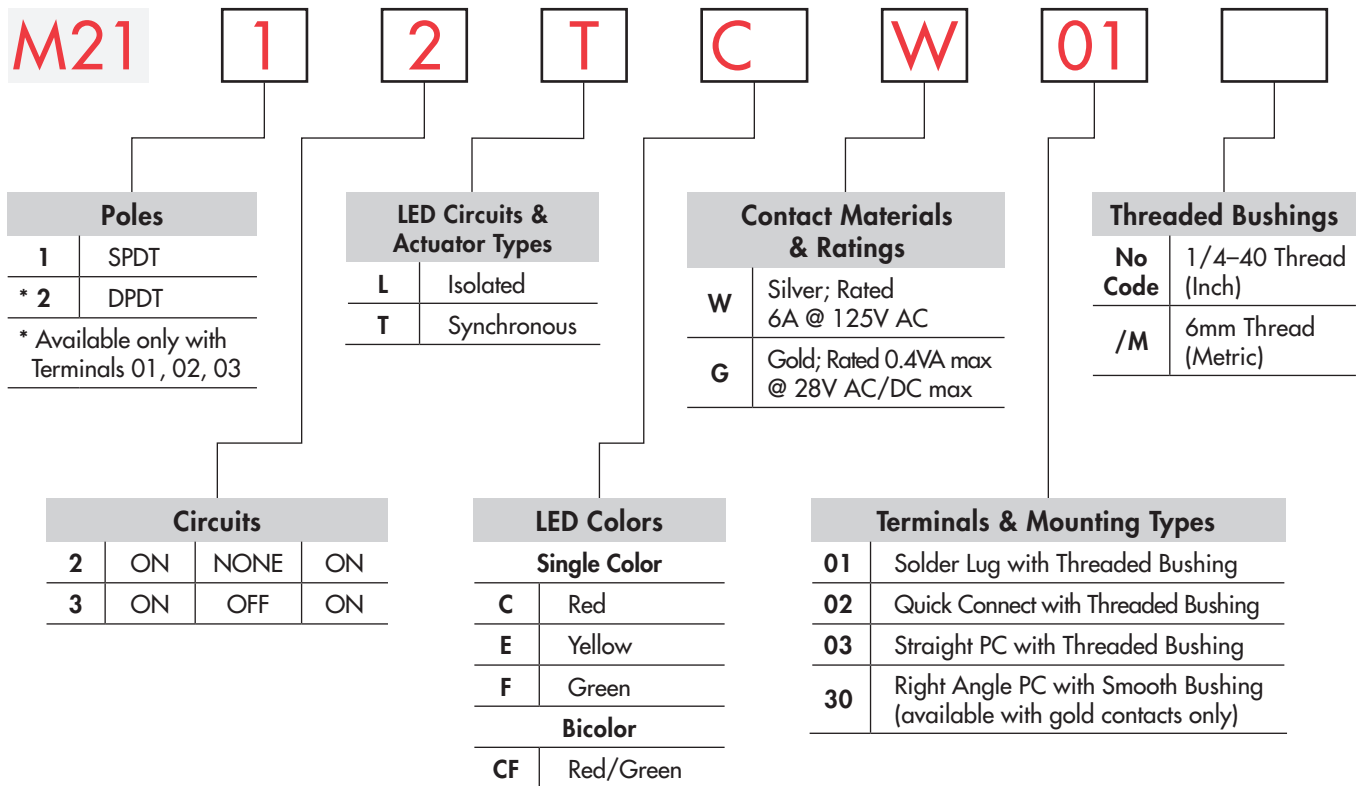 M21 1 2 T C W 01
Poles
1 SPDT
* 2 DPDT
* Available only with
Terminals 01, 02, 03
LED Circuits &
Actuator Types
L Isolated
T Synchronous
Contact Materials
& Ratings
W Silver; Rated
6A @ 125V AC
G Gold; Rated 0.4VA max
@ 28V AC/DC max
Threaded Bushings
No
Code
1/4–40 Thread
(Inch)
/M 6mm Thread
(Metric)
Circuits
2 ON NONE ON
3 ON OFF ON
LED Colors
Single Color
C Red
E Yellow
F Green
Bicolor
CF Red/Green
Terminals & Mounting Types
01 Solder Lug with Threaded Bushing
02 Quick Connect with Threaded Bushing
03 Straight PC with Threaded Bushing
30 Right Angle PC with Smooth Bushing
(available with gold contacts only)